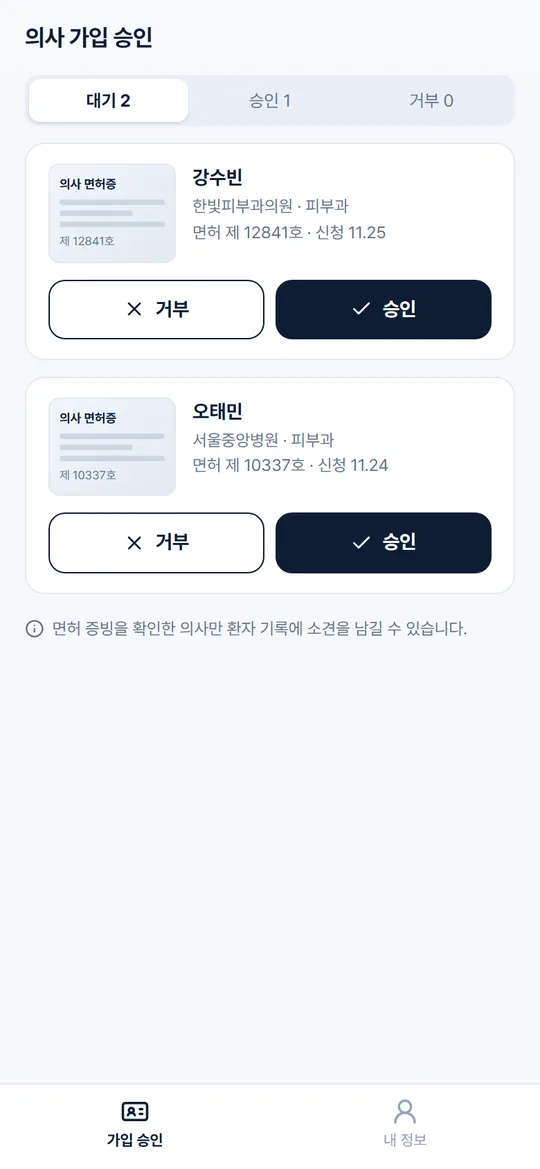 의사 가입 승인
대기 2
승인 1
거부 0
의사 면허증
제 12841호
강수빈
한빛피부과의원 · 피부과
면허 제 12841호 · 신청 11.25
거부
승인
의사 면허증
제 10337호
오태민
서울중앙병원 · 피부과
면허 제 10337호 · 신청 11.24
거부
승인
면허 증빙을 확인한 의사만 환자 기록에 소견을 남길 수 있습니다.
가입 승인
내 정보